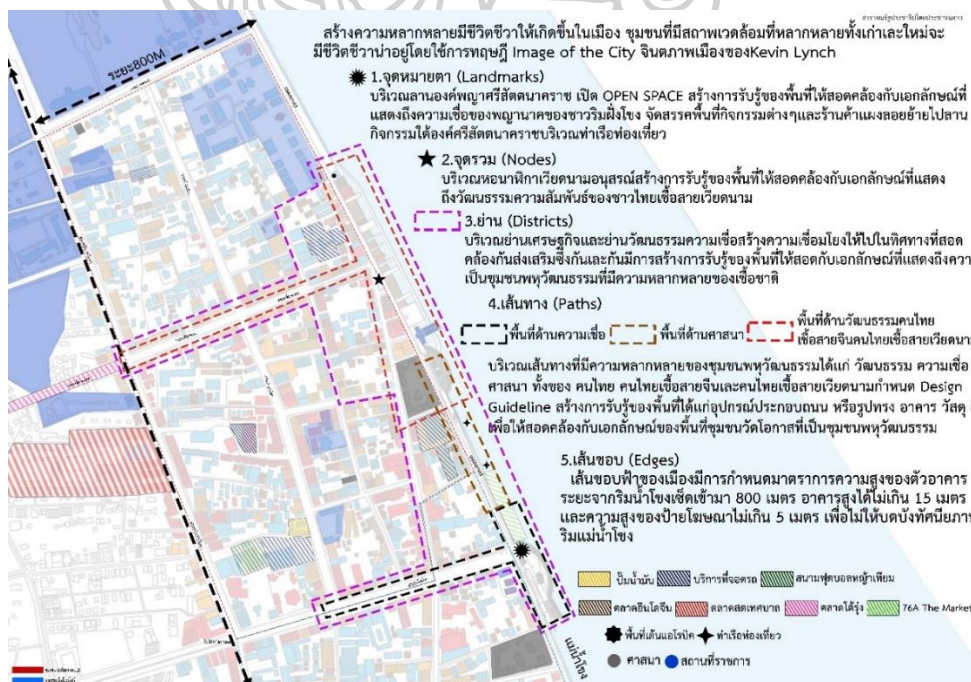 สาธารณรัฐประชาธิปไตยประชาชนลาว
สร้างความหลากหลายมีชีวิตชีวาให้เกิดขึ้นในเมือง ชุมชนที่มีสภาพแวดล้อมที่หลากหลายทั้งเก่าและใหม่จะ
มีชีวิตชีวาน่าอยู่โดยใช้การทฤษฎี Image of the City จินตภาพเมืองของKevin Lynch
ระยะ800M
1.จุดหมายตา (Landmarks)
บริเวณลานองค์พญาศรีสัตตนาคราช เปิด OPEN SPACE สร้างการรับรู้ของพื้นที่ให้สอดคล้องกับเอกลักษณ์ที่
แสดงถึงความเชื่อของพญานาคของชาวริมฝั่งโขง จัดสรรคพื้นที่กิจกรรมต่างๆและร้านค้าแผงลอยย้ายไปลาน
กิจกรรมใต้องค์ศรีสัตตนาคราชบริเวณท่าเรือท่องเที่ยว
2.จุดรวม (Nodes)
บริเวณหอนาฬิกาเวียดนามอนุสรณ์สร้างการรับรู้ของพื้นที่ให้สอดคล้องกับเอกลักษณ์ที่แสดง
ถึงวัฒนธรรมความสัมพันธ์ของชาวไทยเชื้อสายเวียดนาม
3.ย่าน (Districts)
บริเวณย่านเศรษฐกิจและย่านวัฒนธรรมความเชื่อสร้างความเชื่อมโยงให้ไปในทิศทางที่สอด
คล้องกันส่งเสริมซึ่งกันและกันมีการสร้างการรับรู้ของพื้นที่ให้สอดกับเอกลักษณ์ที่แสดงถึงควา
เป็นชุมชนพหุวัฒนธรรมที่มีความหลากหลายของเชื้อชาติ
4.เส้นทาง (Paths)
พื้นที่ด้านความเชื่อ พื้นที่ด้านศาสนา พื้นที่ด้านวัฒนธรรมคนไทย
เชื้อสายจีนคนไทยเชื้อสายเวียดนาม
บริเวณเส้นทางที่มีความหลากหลายของชุมชนพหุวัฒนธรรมได้แก่ วัฒนธรรม ความเชื่อ
ศาสนา ทั้งของ คนไทย คนไทยเชื้อสายจีนและคนไทยเชื้อสายเวียดนามกำหนด Design
Guideline สร้างการรับรู้ของพื้นที่ได้แก่อุปกรณ์ประกอบถนน หรือรูปทรง อาคาร วัสดุ
เพื่อให้สอดคล้องกับเอกลักษณ์ของพื้นที่ชุมชนวัดโอกาสที่เป็นชุมชนพหุวัฒนธรรม
5.เส้นขอบ (Edges)
เส้นขอบฟ้าของเมืองมีการกำหนดมาตราการความสูงของตัวอาคาร
ระยะจากริมน้ำโขงเซ็ตเข้ามา 800 เมตร อาคารสูงได้ไม่เกิน 15 เมตร
และความสูงของป้ายโฆษณาไม่เกิน 5 เมตร เพื่อไม่ให้บดบังทัศนียภาพ
ริมแม่น้ำโขง
ปั๊มน้ำมัน บริการที่จอดรถ สนามฟุตบอลหญ้าเทียม
ตลาดอินโดจีน ตลาดสดเทศบาล ตลาดโต้รุ่ง 76A The Market
พื้นที่เต้นแอโรบิค ท่าเรือท่องเที่ยว
ศาสนา สถานที่ราชการ
แม่น้ำโขง